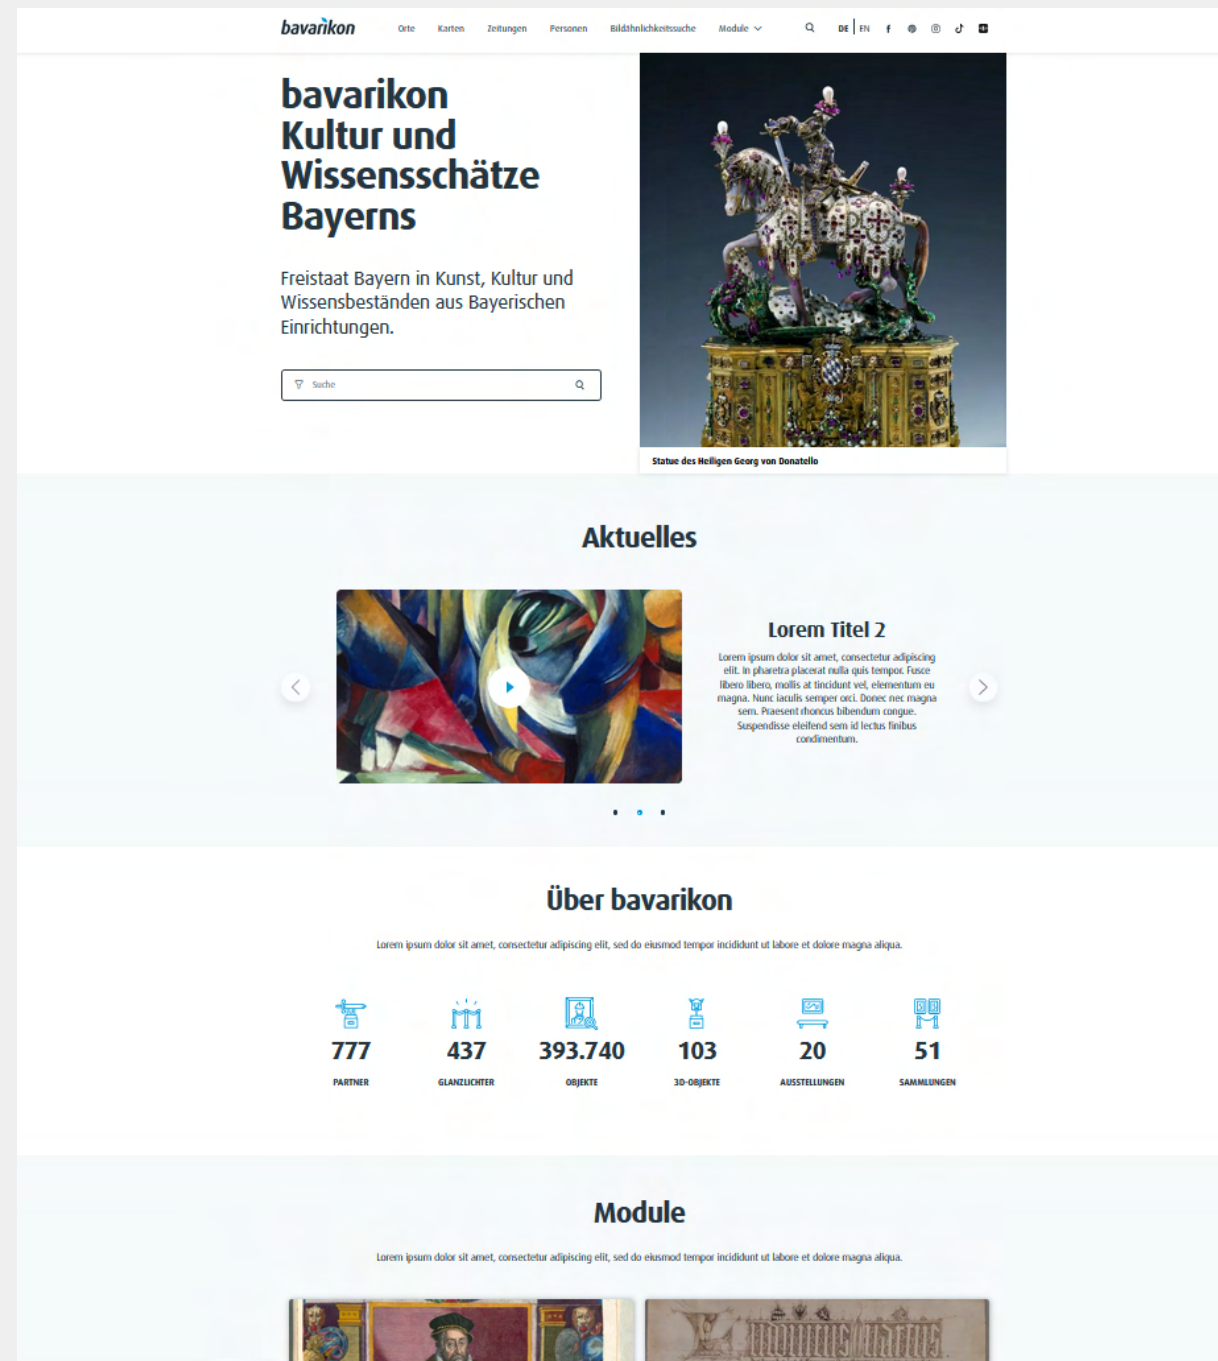 bavarikon
Orte Karten Zeitungen Personen Bildähnlichkeitssuche Module
DE EN
bavarikon
Kultur und
Wissensschätze
Bayerns
Freistaat Bayern in Kunst, Kultur und
Wissensbeständen aus Bayerischen
Einrichtungen.
Suche
Statue des Heiligen Georg von Donatello
Aktuelles
Lorem Titel 2
Lorem ipsum dolor sit amet, consectetur adipiscing
elit. In pharetra placerat nulla quis tempor. Fusce
libero libero, mollis at tincidunt vel, elementum eu
magna. Nunc iaculis semper orci. Donec nec magna
sem. Praesent rhoncus bibendum congue.
Suspendisse eleifend sem id lectus finibus
condimentum.
Über bavarikon
Lorem ipsum dolor sit amet, consectetur adipiscing elit, sed do eiusmod tempor incididunt ut labore et dolore magna aliqua.
777 437 393.740 103 20 51
PARTNER GLANZLICHTER OBJEKTE 3D-OBJEKTE AUSSTELLUNGEN SAMMLUNGEN
Module
Lorem ipsum dolor sit amet, consectetur adipiscing elit, sed do eiusmod tempor incididunt ut labore et dolore magna aliqua.